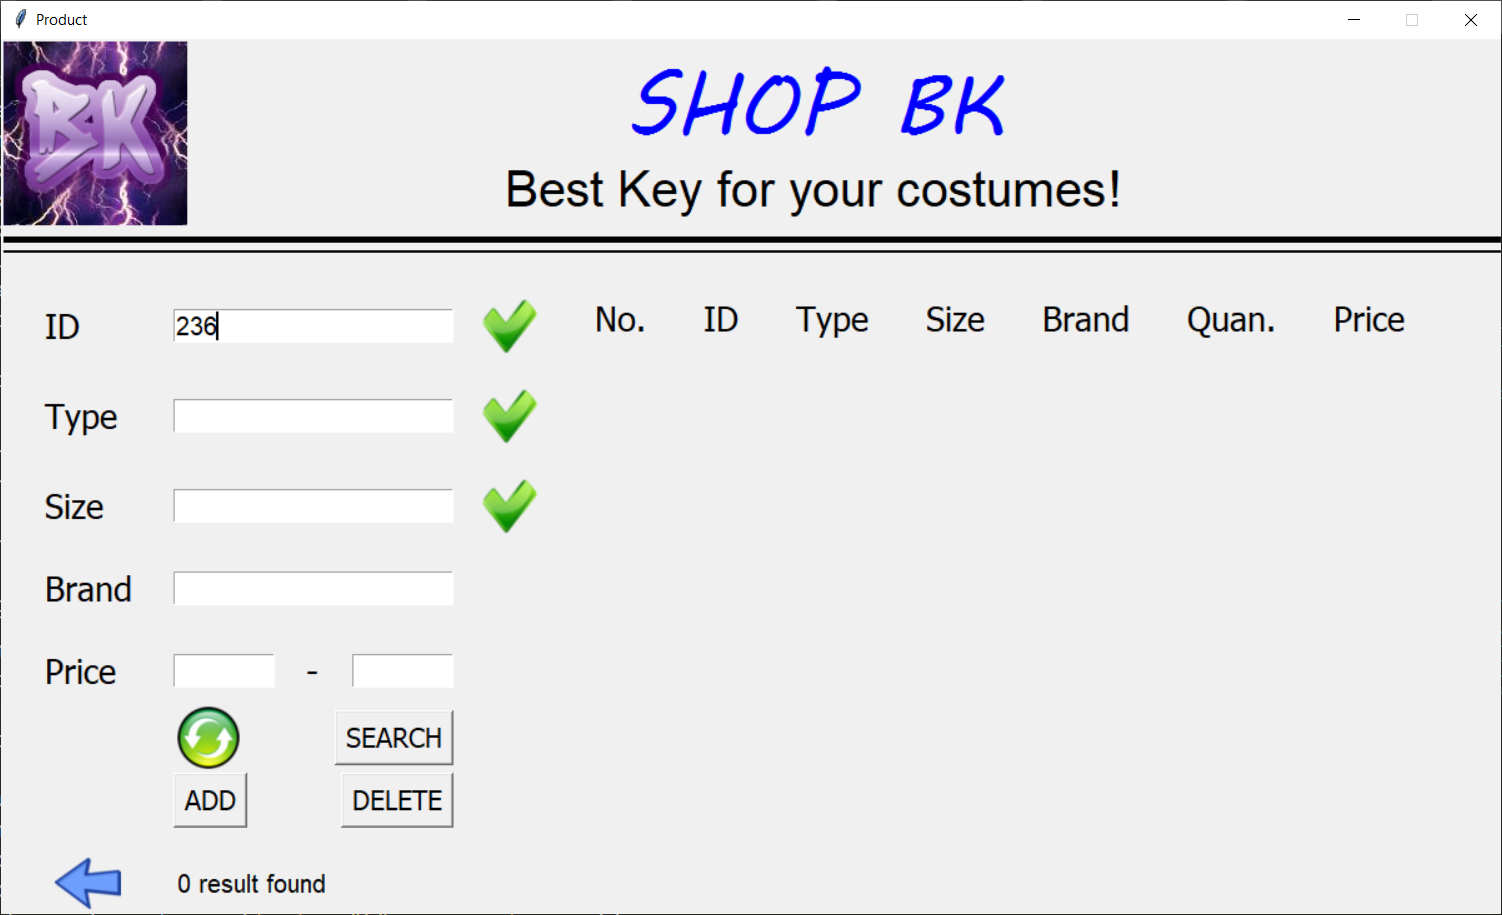 Product
BK
SHOP BK
Best Key for your costumes!
ID 236 No. ID Type Size Brand Quan. Price
Type
Size
Brand
Price -
SEARCH
ADD DELETE
0 result found